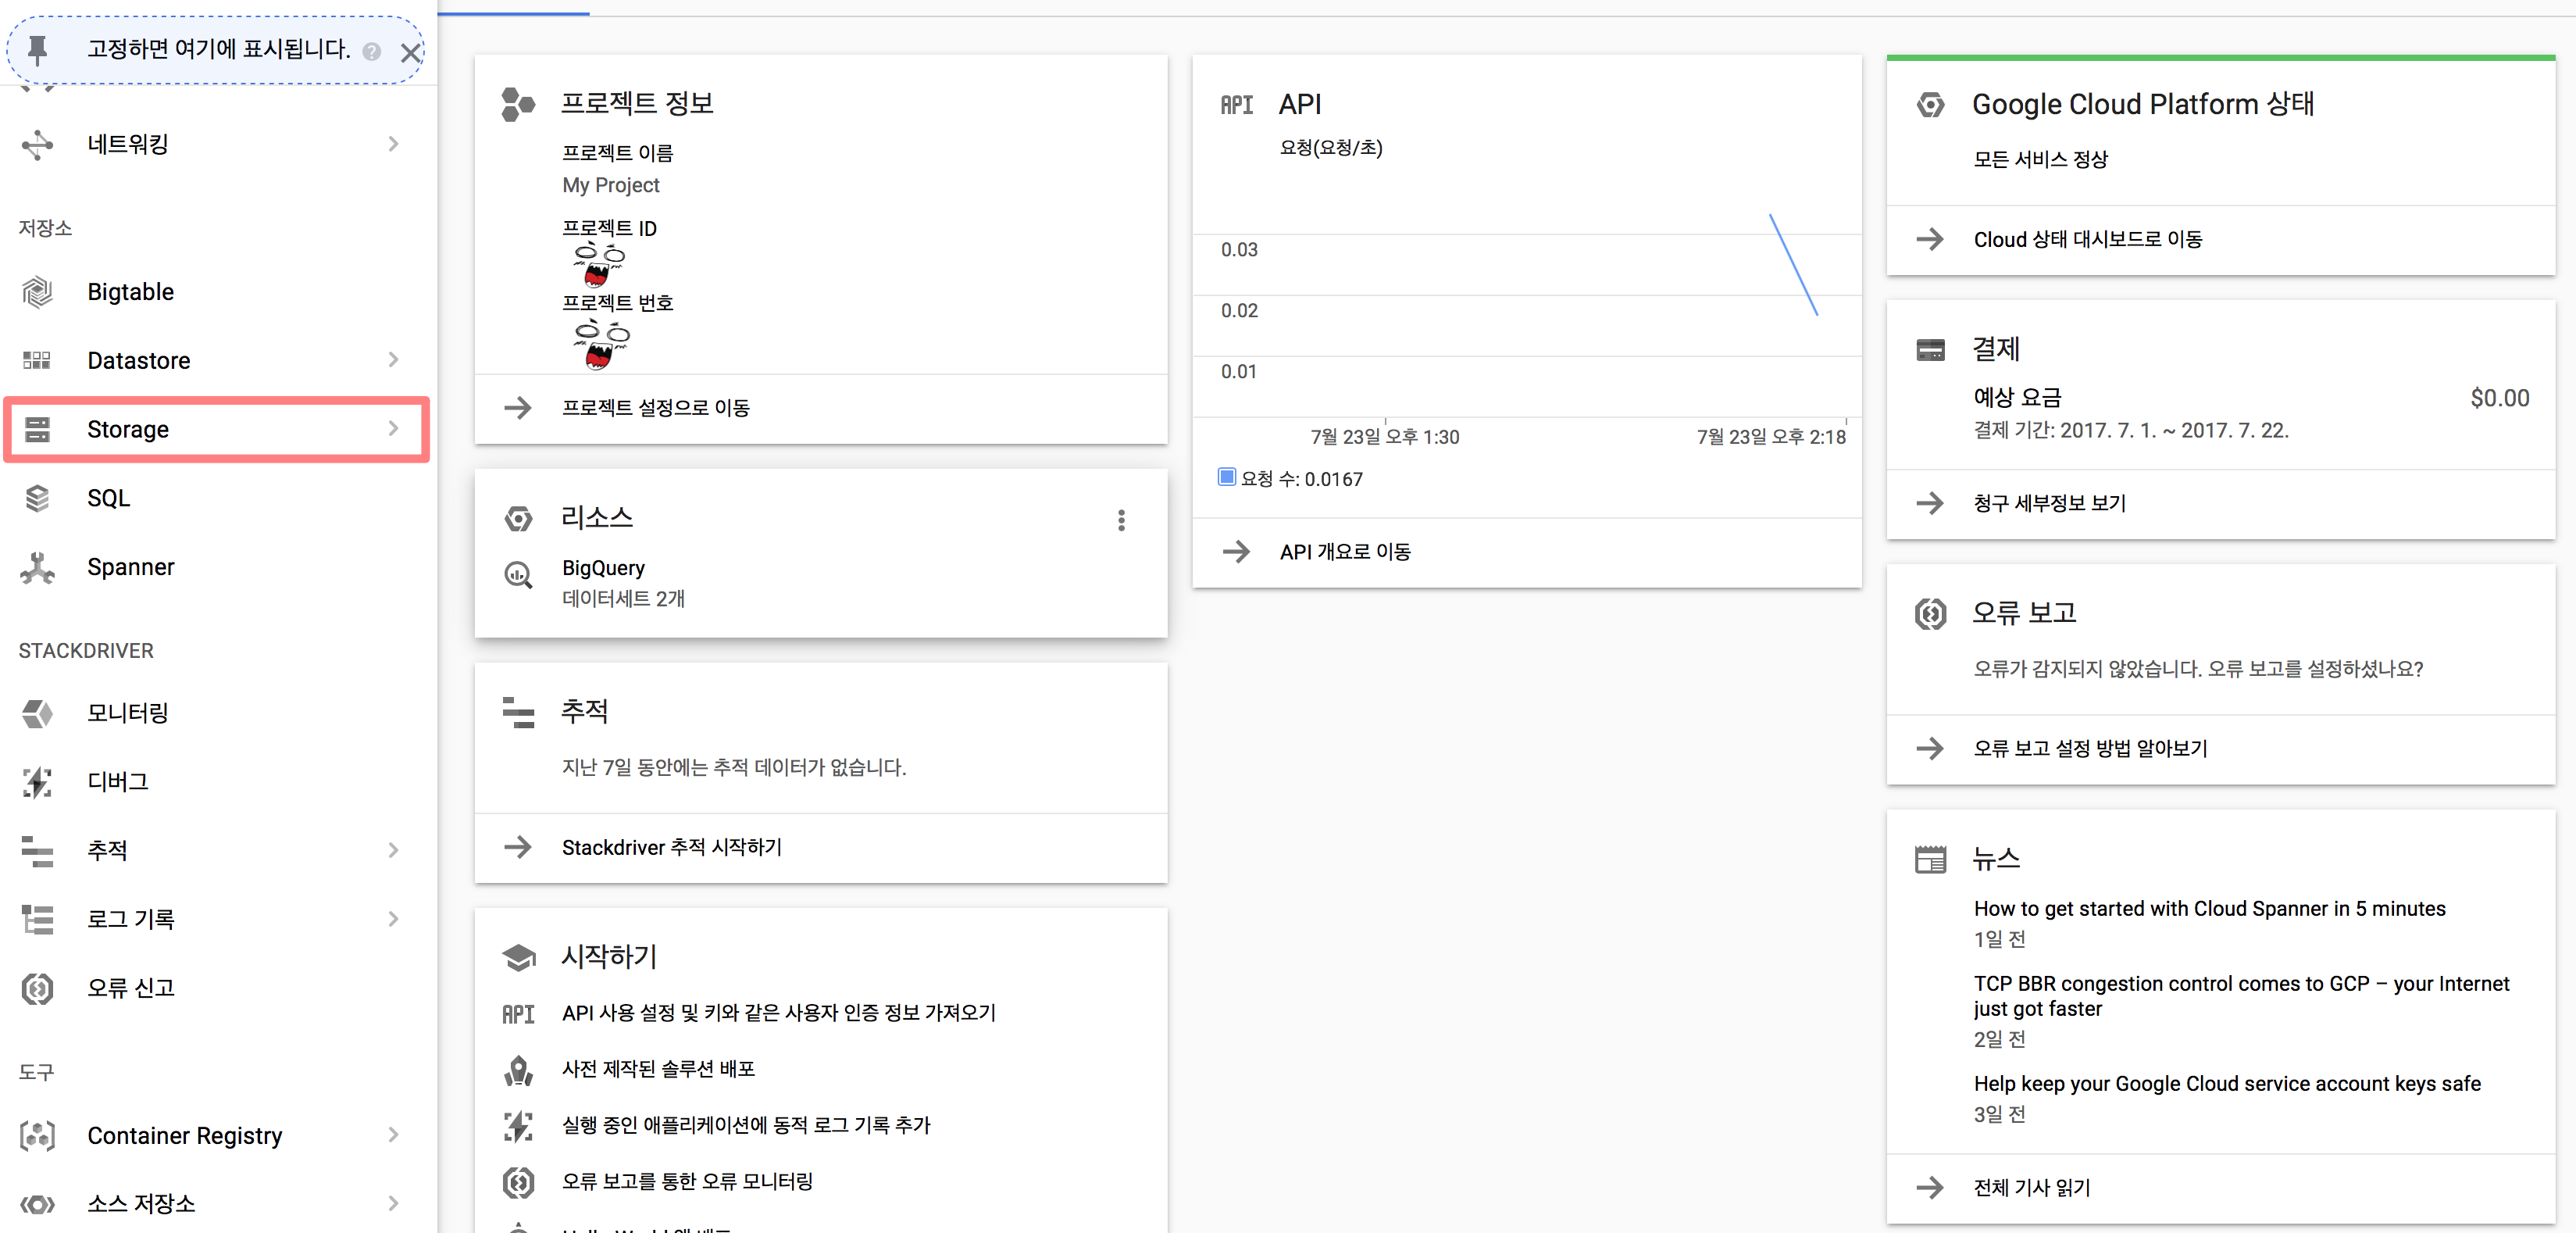 고정하면 여기에 표시됩니다.
네트워킹
저장소
Bigtable
Datastore
Storage
SQL
Spanner
STACKDRIVER
모니터링
디버그
추적
로그 기록
오류 신고
도구
Container Registry
소스 저장소
프로젝트 정보
프로젝트 이름
My Project
프로젝트 ID
프로젝트 번호
프로젝트 설정으로 이동
리소스
BigQuery
데이터세트 2개
추적
지난 7일 동안에는 추적 데이터가 없습니다.
Stackdriver 추적 시작하기
시작하기
API API 사용 설정 및 키와 같은 사용자 인증 정보 가져오기
사전 제작된 솔루션 배포
실행 중인 애플리케이션에 동적 로그 기록 추가
오류 보고를 통한 오류 모니터링
API API
요청(요청/초)
0.03
0.02
0.01
7월 23일 오후 1:30 7월 23일 오후 2:18
요청 수: 0.0167
API 개요로 이동
Google Cloud Platform 상태
모든 서비스 정상
Cloud 상태 대시보드로 이동
결제
예상 요금 $0.00
결제 기간: 2017. 7. 1. ~ 2017. 7. 22.
청구 세부정보 보기
오류 보고
오류가 감지되지 않았습니다. 오류 보고를 설정하셨나요?
오류 보고 설정 방법 알아보기
뉴스
How to get started with Cloud Spanner in 5 minutes
1일 전
TCP BBR congestion control comes to GCP – your Internet
just got faster
2일 전
Help keep your Google Cloud service account keys safe
3일 전
전체 기사 읽기